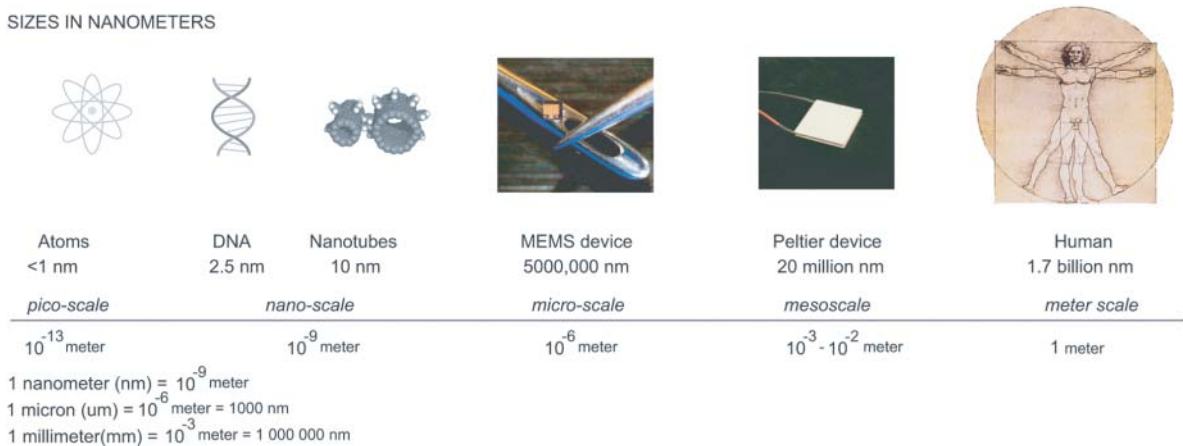 SIZES IN NANOMETERS
Atoms DNA Nanotubes MEMS device Peltier device Human
<1 nm 2.5 nm 10 nm 5000,000 nm 20 million nm 1.7 billion nm
pico-scale nano-scale micro-scale mesoscale meter scale
10⁻¹³ meter 10⁻⁹ meter 10⁻⁶ meter 10⁻³ - 10⁻² meter 1 meter
1 nanometer (nm) = 10⁻⁹ meter
1 micron (um) = 10⁻⁶ meter = 1000 nm
1 millimeter(mm) = 10⁻³ meter = 1 000 000 nm